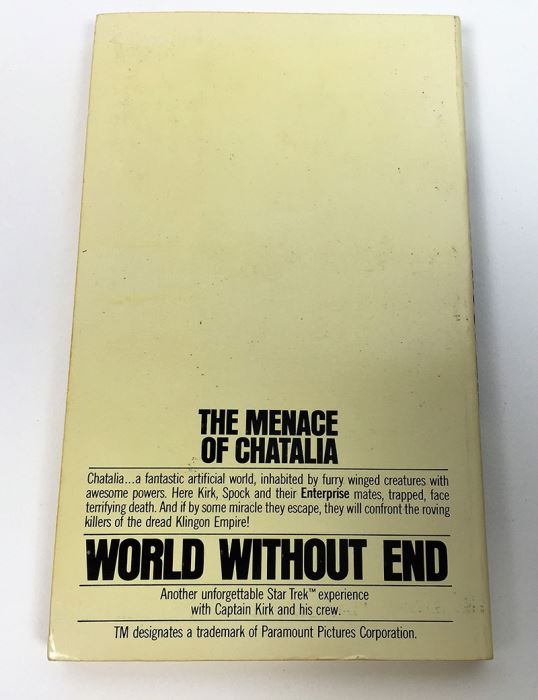 THE MENACE
OF CHATALIA
Chatalia...a fantastic artificial world, inhabited by furry winged creatures with
awesome powers. Here Kirk, Spock and their Enterprise mates, trapped, face
terrifying death. And if by some miracle they escape, they will confront the roving
killers of the dread Klingon Empire!
WORLD WITHOUT END
Another unforgettable Star Trek™ experience
with Captain Kirk and his crew.
TM designates a trademark of Paramount Pictures Corporation.